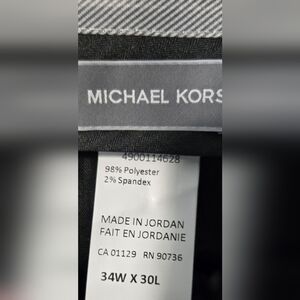 MICHAEL KORS
4900114628
98% Polyester
2% Spandex
MADE IN JORDAN
FAIT EN JORDANIE
CA 01129 RN 90736
34W X 30L